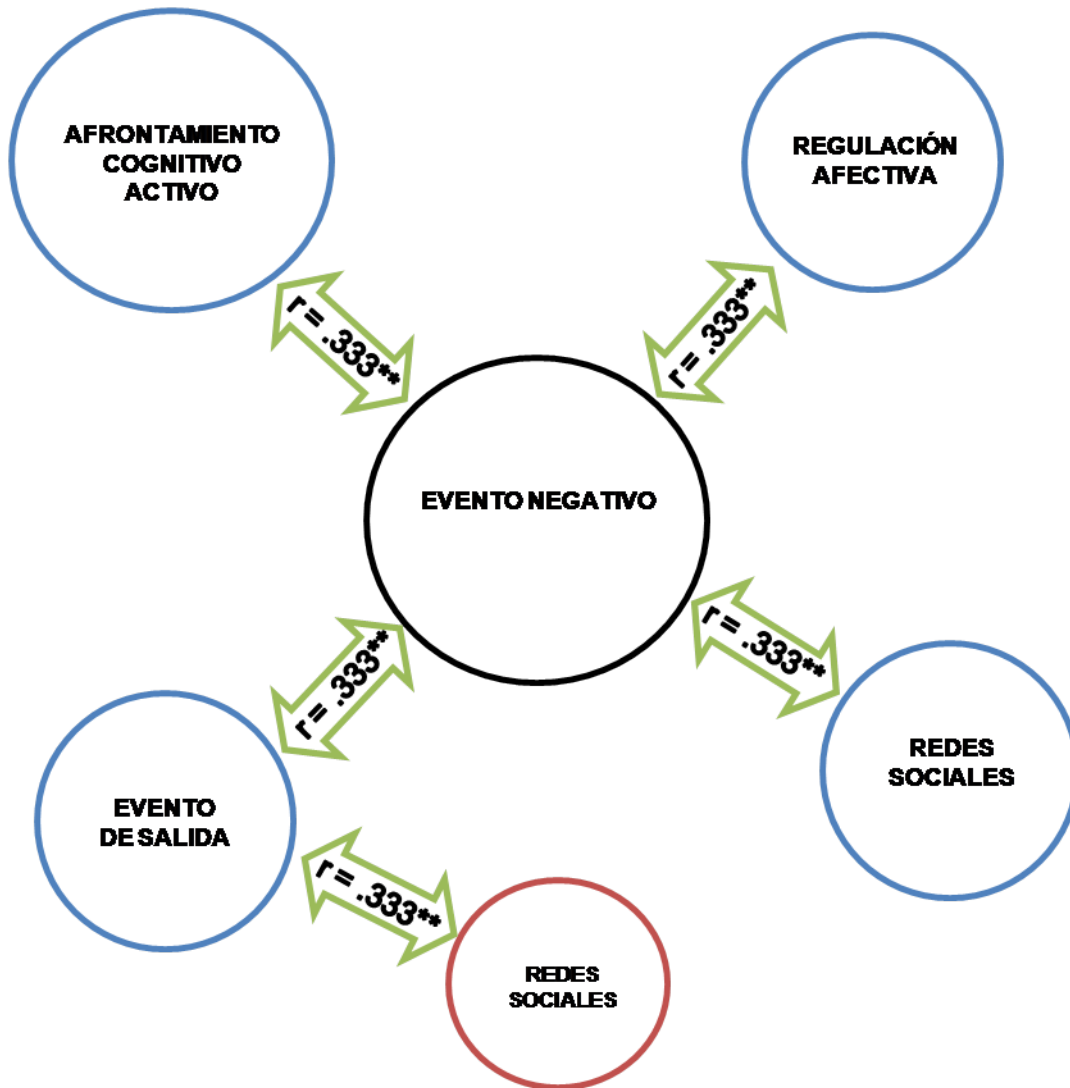 AFRONTAMIENTO
COGNITIVO
ACTIVO
REGULACIÓN
AFECTIVA
r = .333**
r = .333**
EVENTO NEGATIVO
r = .333**
r = .333**
REDES
SOCIALES
EVENTO
DE SALIDA
r = .333**
REDES
SOCIALES